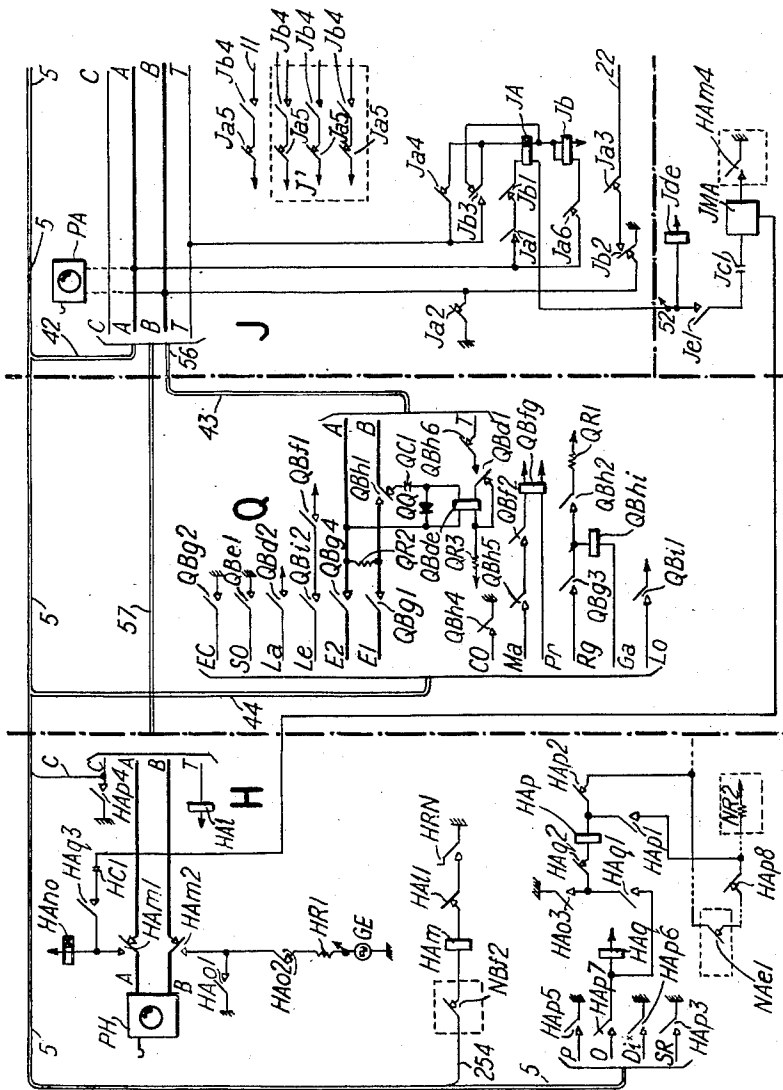 5
5
5
5
C
A
B
T
Jb4
Jb4
Jb4
Jb4
Ja5
11
Ja5
Ja5
Ja5
J'
PA
42
C
A
B
T
56
J
Ja4
Jb3
JA
Jb1
Ja1
Jb
Ja6
Ja3
Jb2
22
Ja2
HAm4
JMA
Jde
Jcb
52
Je1
43
57
Q
QBg2
QBe1
QBd2
QBi2
QBf1
QBg4
EC
SO
La
Le
E2
E1
A
B
QBh1
QC1
QQ
QR2
QBg1
QBh6
T
QBde
QR3
QBh5
QBd1
QBh4
CO
Ma
QBf2
QBfg
Pr
Rg
QBg3
QBh2
QR1
QBhi
Ga
Lo
QBi1
44
H
C
HAp4
C
A
B
T
HAl
HAno
HAq3
HC1
HAm1
HAm2
A
B
PH
HAo1
HAo2
HR1
GE
HRN
HAl1
HAm
NBf2
254
HAp2
HAp
HAq2
HAq1
HAp1
HAo3
HAq
HAp7
HAp6
HAp5
HAp3
P
O
Di
SR
NR2
HAp8
NAe1
5